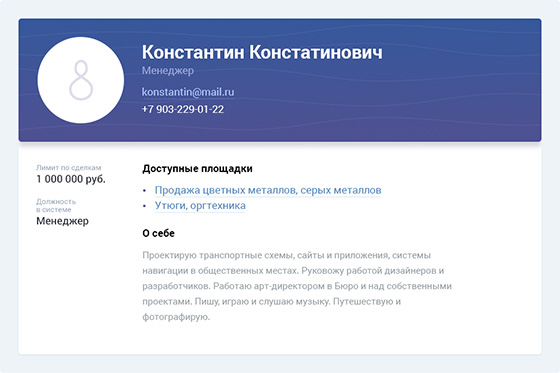 Константин Констатинович
Менеджер
konstantin@mail.ru
+7 903-229-01-22
Лимит по сделкам
1 000 000 руб.
Должность
в системе
Менеджер
Доступные площадки
• Продажа цветных металлов, серых металлов
• Утюги, оргтехника
О себе
Проектирую транспортные схемы, сайты и приложения, системы
навигации в общественных местах. Руковожу работой дизайнеров и
разработчиков. Работаю арт-директором в Бюро и над собственными
проектами. Пишу, играю и слушаю музыку. Путешествую и
фотографирую.